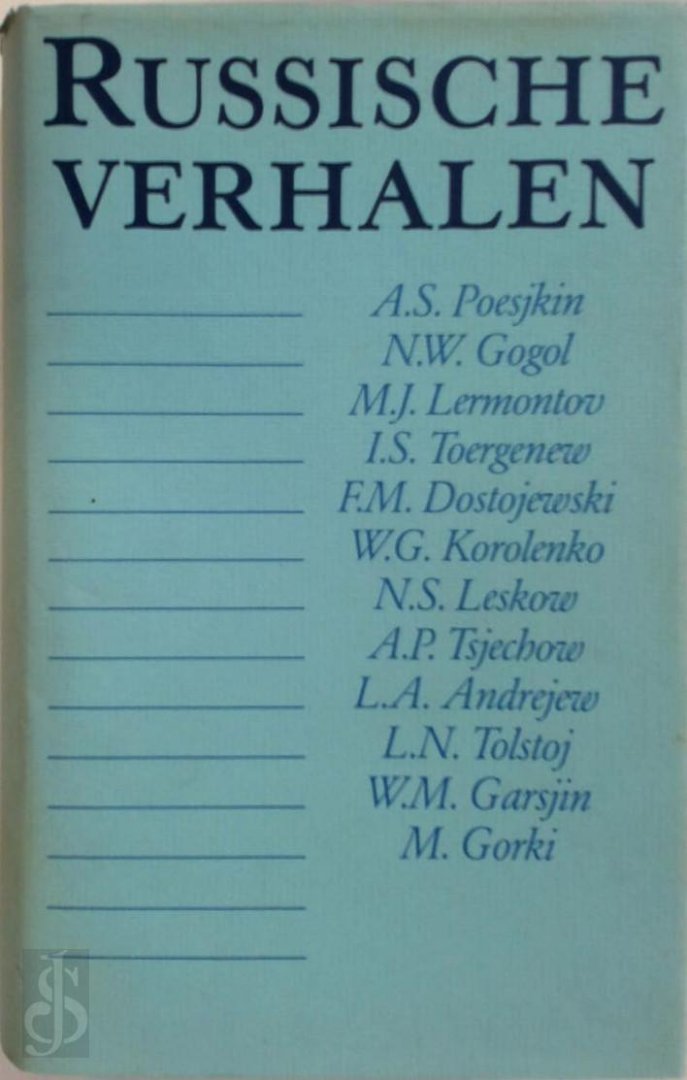 RUSSISCHE
VERHALEN
A.S. Poesjkin
N.W. Gogol
M.J. Lermontov
I.S. Toergenew
F.M. Dostojewski
W.G. Korolenko
N.S. Leskow
A.P. Tsjechow
L.A. Andrejew
L.N. Tolstoj
W.M. Garsjin
M. Gorki